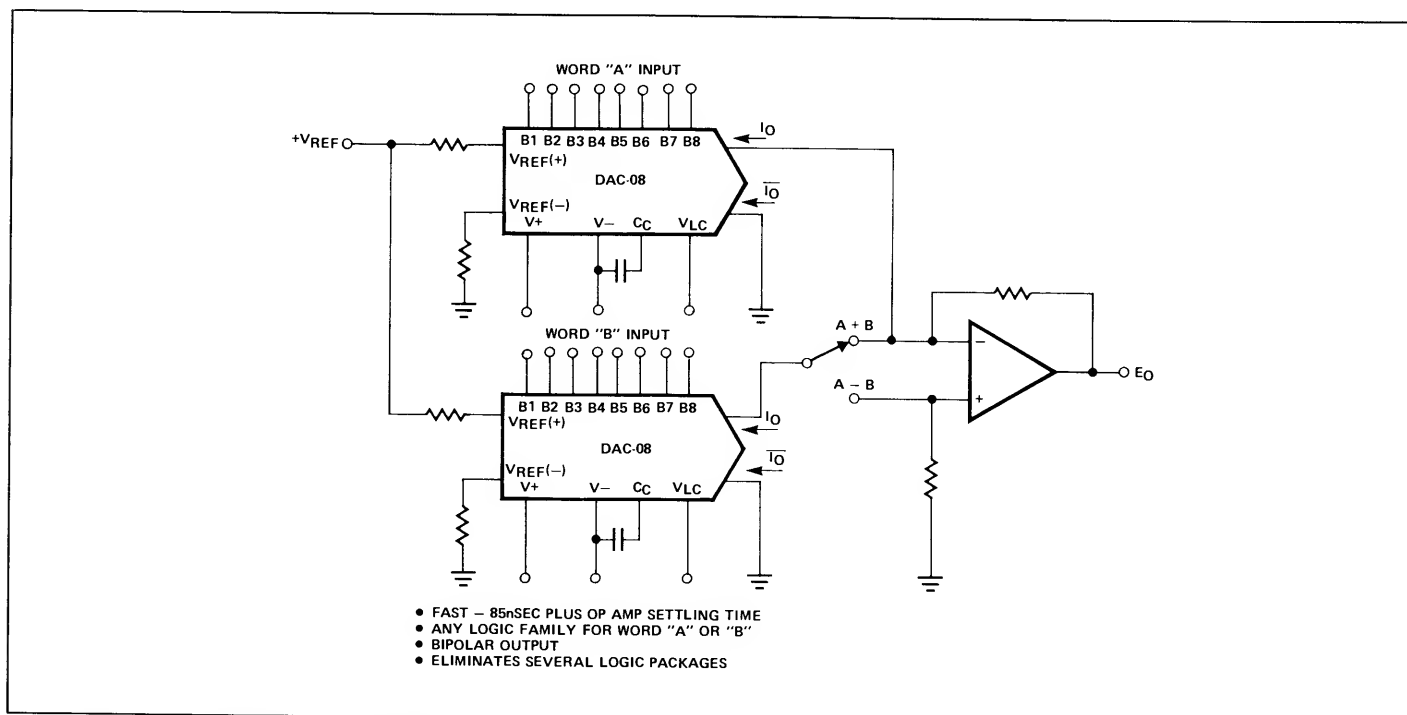 WORD "A" INPUT
+VREF
B1 B2 B3 B4 B5 B6 B7 B8
IO
VREF(+)
DAC-08
I̅O̅
VREF(−)
V+ V− CC VLC
WORD "B" INPUT
A + B
A − B
−
+
EO
B1 B2 B3 B4 B5 B6 B7 B8
VREF(+)
IO
DAC-08
I̅O̅
VREF(−)
V+ V− CC VLC
• FAST – 85nSEC PLUS OP AMP SETTLING TIME
• ANY LOGIC FAMILY FOR WORD "A" OR "B"
• BIPOLAR OUTPUT
• ELIMINATES SEVERAL LOGIC PACKAGES